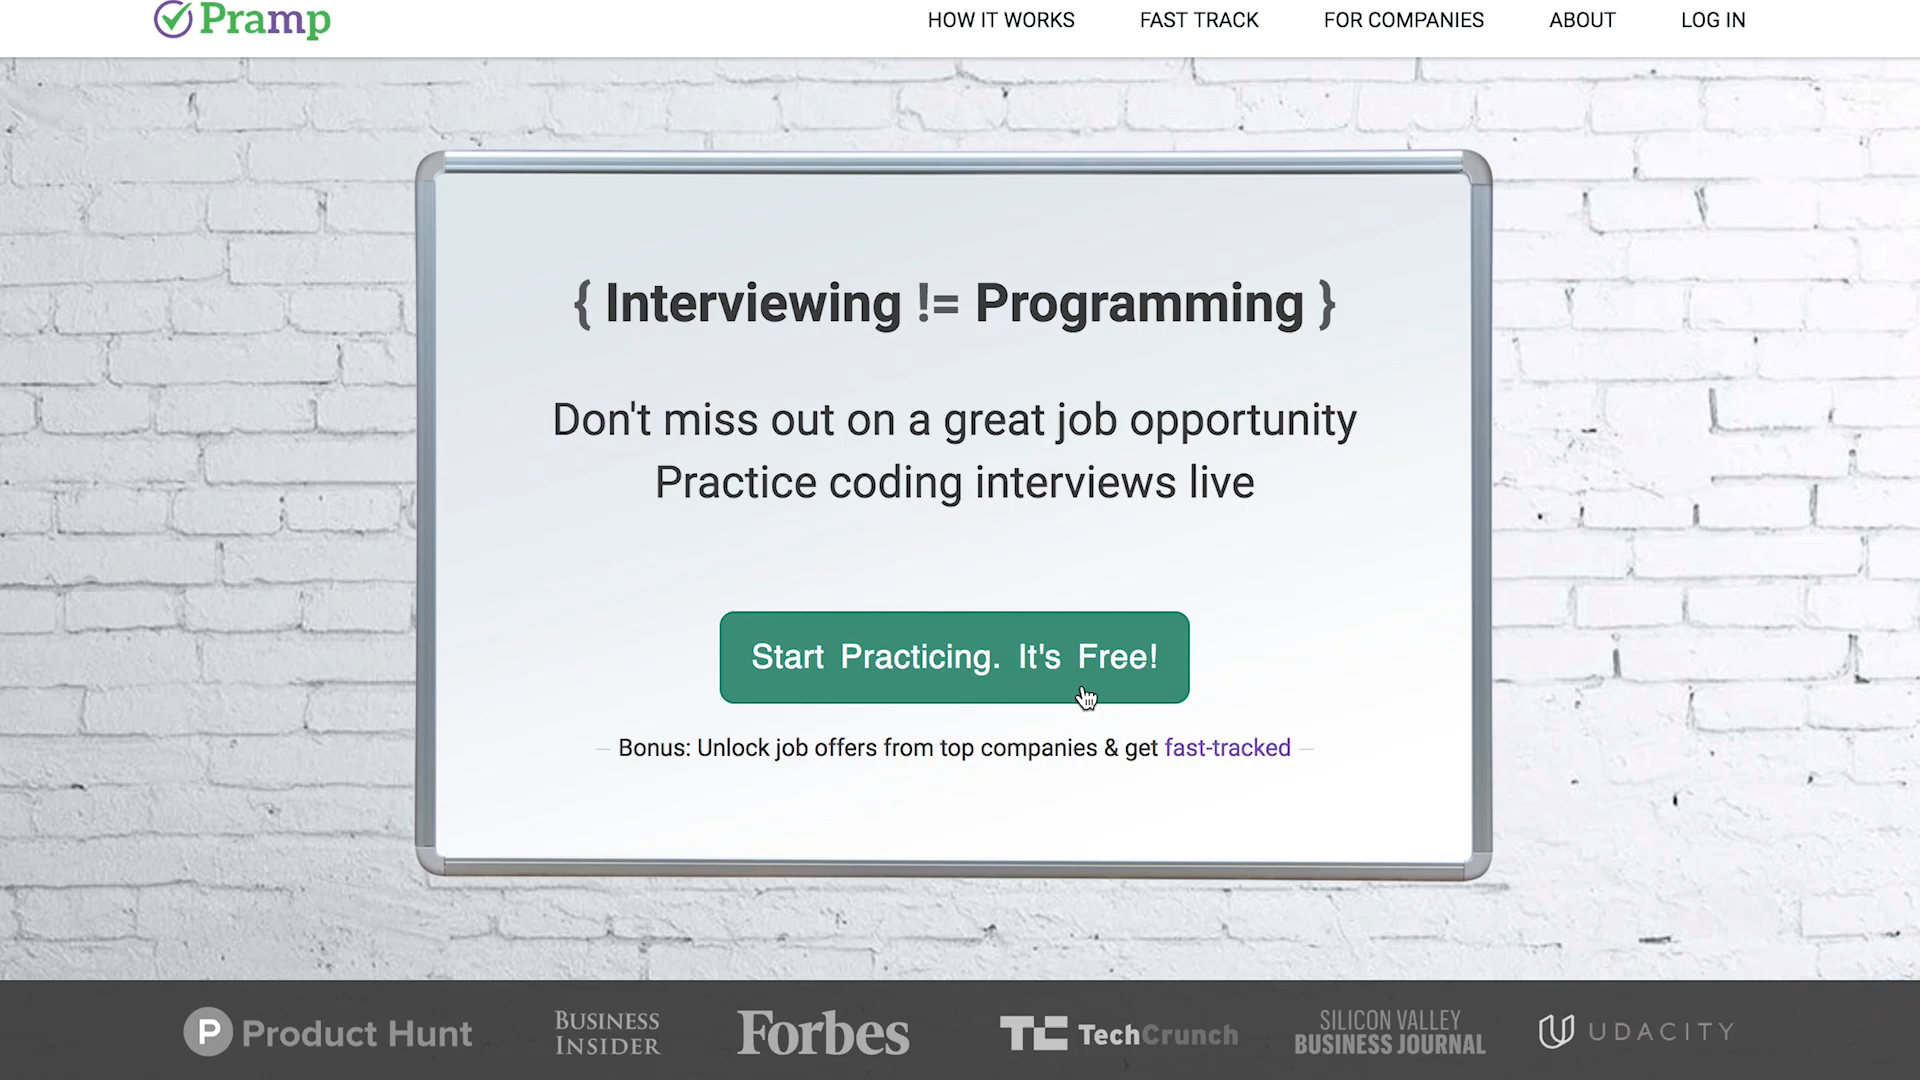 Pramp
HOW IT WORKS
FAST TRACK
FOR COMPANIES
ABOUT
LOG IN
{ Interviewing != Programming }
Don't miss out on a great job opportunity
Practice coding interviews live
Start Practicing. It's Free!
Bonus: Unlock job offers from top companies & get fast-tracked
P Product Hunt
BUSINESS
INSIDER
Forbes
TC TechCrunch
SILICON VALLEY
BUSINESS JOURNAL
UDACITY